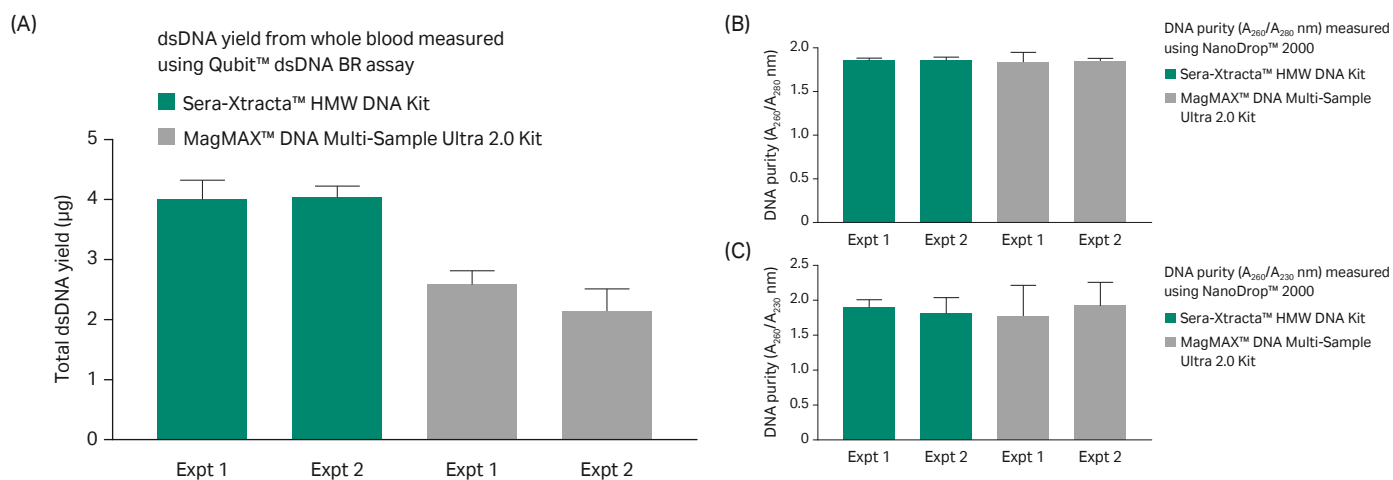 (A)
dsDNA yield from whole blood measured
using Qubit™ dsDNA BR assay
Sera-Xtracta™ HMW DNA Kit
MagMAX™ DNA Multi-Sample Ultra 2.0 Kit
Total dsDNA yield (µg)
5
4
3
2
1
0
Expt 1 Expt 2 Expt 1 Expt 2
(B)
DNA purity (A₂₆₀/A₂₈₀ nm)
2.0
1.5
1.0
0.5
0
Expt 1 Expt 2 Expt 1 Expt 2
DNA purity (A₂₆₀/A₂₈₀ nm) measured
using NanoDrop™ 2000
Sera-Xtracta™ HMW DNA Kit
MagMAX™ DNA Multi-Sample
Ultra 2.0 Kit
(C)
DNA purity (A₂₆₀/A₂₃₀ nm)
2.5
2.0
1.5
1.0
0.5
0
Expt 1 Expt 2 Expt 1 Expt 2
DNA purity (A₂₆₀/A₂₃₀ nm) measured
using NanoDrop™ 2000
Sera-Xtracta™ HMW DNA Kit
MagMAX™ DNA Multi-Sample
Ultra 2.0 Kit